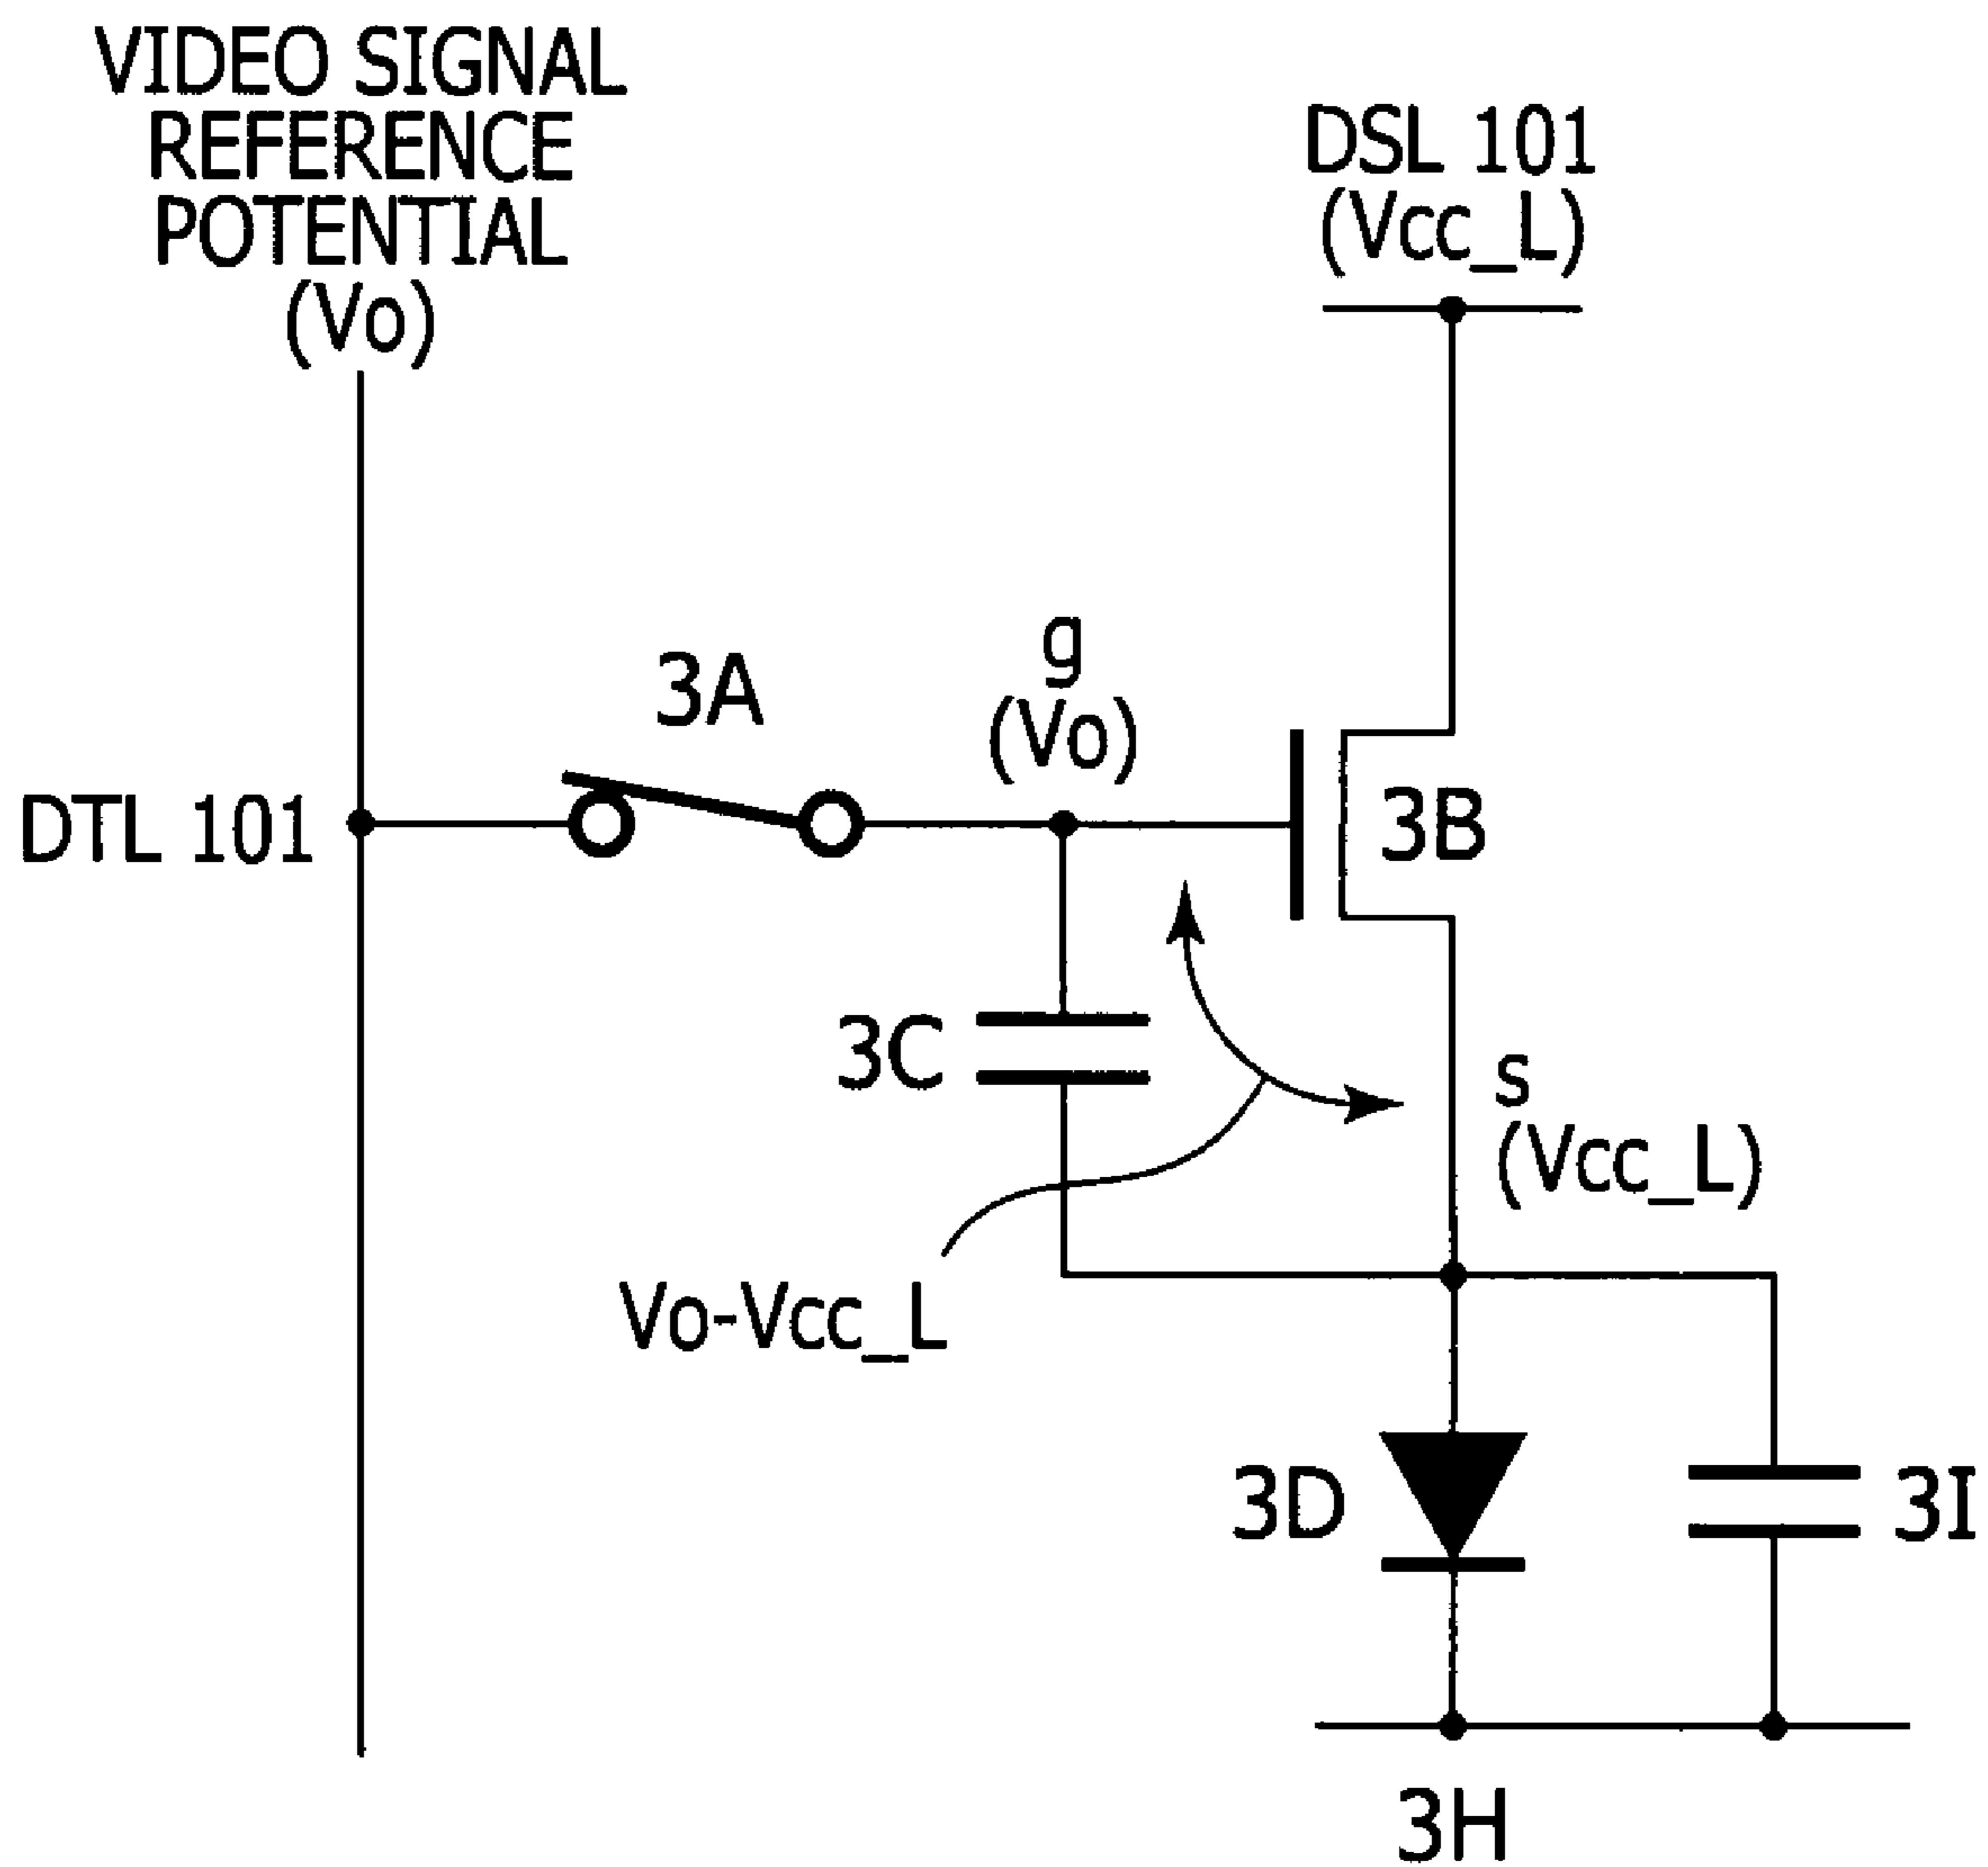 VIDEO SIGNAL
REFERENCE
POTENTIAL
(Vo)
DSL 101
(Vcc_L)
3A
g
(Vo)
DTL 101
3B
3C
s
(Vcc_L)
Vo-Vcc_L
3D
3I
3H